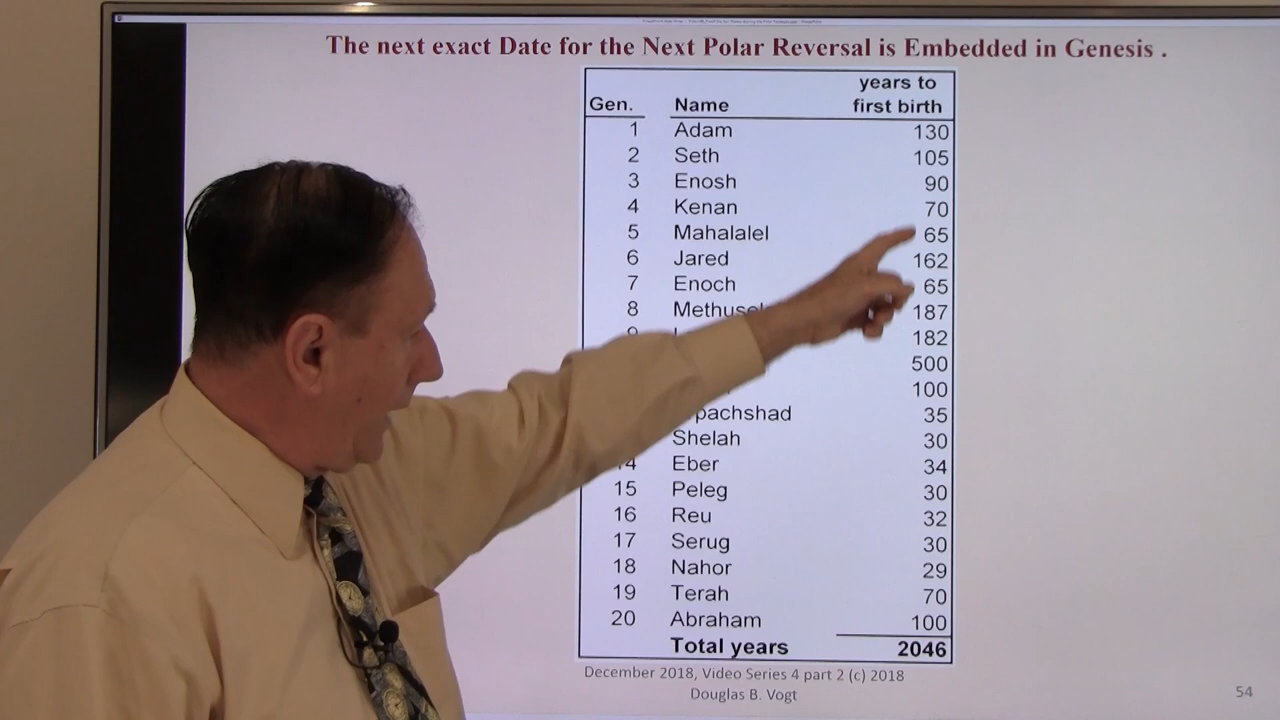 The next exact Date for the Next Polar Reversal is Embedded in Genesis .
years to
Gen. Name first birth
1 Adam 130
2 Seth 105
3 Enosh 90
4 Kenan 70
5 Mahalalel 65
6 Jared 162
7 Enoch 65
8 187
182
500
100
35
Shelah 30
Eber 34
15 Peleg 30
16 Reu 32
17 Serug 30
18 Nahor 29
19 Terah 70
20 Abraham 100
Total years 2046
December 2018, Video Series 4 part 2 (c) 2018
Douglas B. Vogt
54